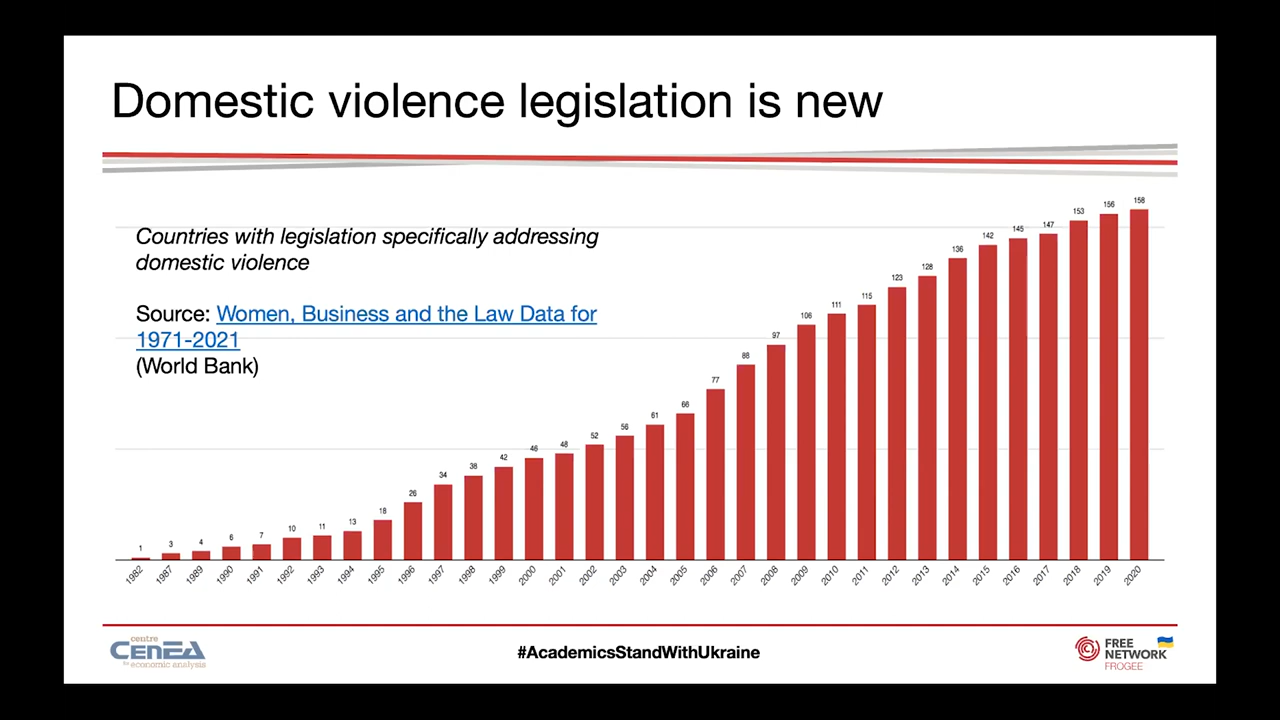 Domestic violence legislation is new
Countries with legislation specifically addressing
domestic violence
Source: Women, Business and the Law Data for
1971-2021
(World Bank)
1 3 4 6 7 10 11 13 18 26 34 38 42 46 48 52 56 61 66 77 88 97 106 111 115 123 128 136 142 145 147 153 156 158
1982 1987 1989 1990 1991 1992 1993 1994 1995 1996 1997 1998 1999 2000 2001 2002 2003 2004 2005 2006 2007 2008 2009 2010 2011 2012 2013 2014 2015 2016 2017 2018 2019 2020
centre
CENEA
for economic analysis
#AcademicsStandWithUkraine
FREE
NETWORK
FROGEE